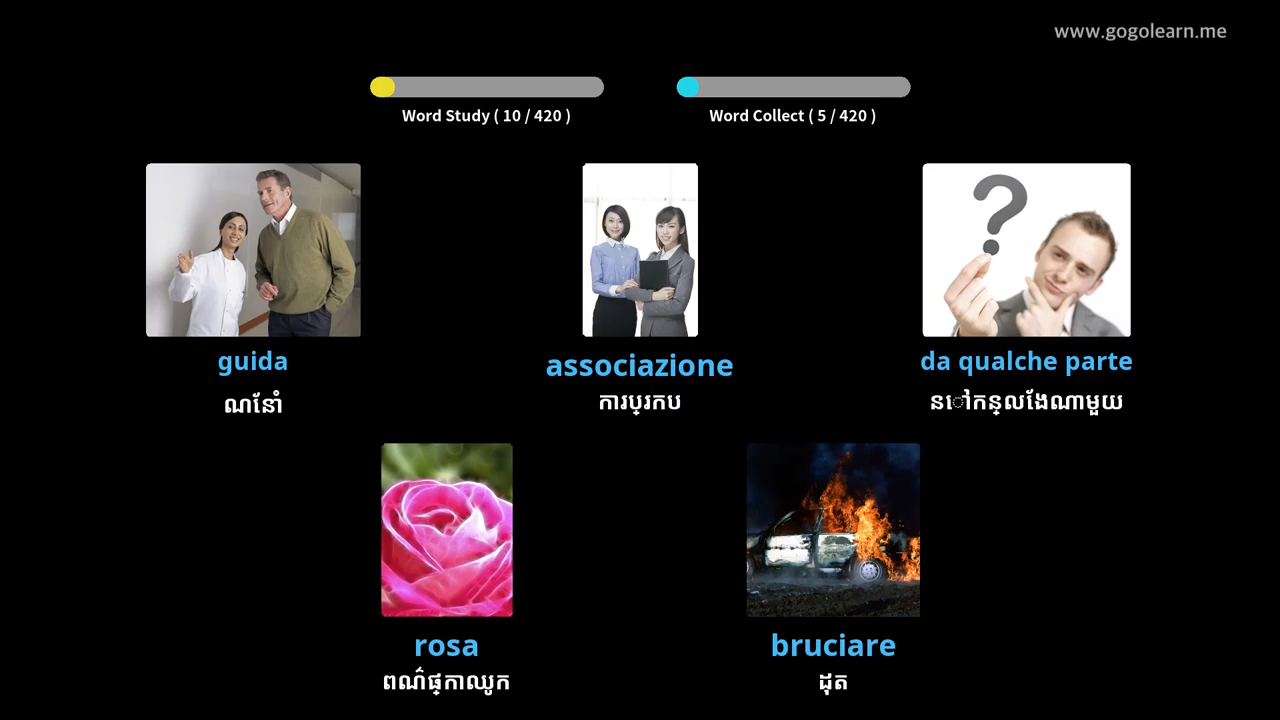 www.gogolearn.me
Word Study ( 10 / 420 )
Word Collect ( 5 / 420 )
guida
ណនែាំ
associazione
ការប្រកប
da qualche parte
នៅកន្លងែណាមួយ
rosa
ពណ៌ផ្កាឈូក
bruciare
ដុត